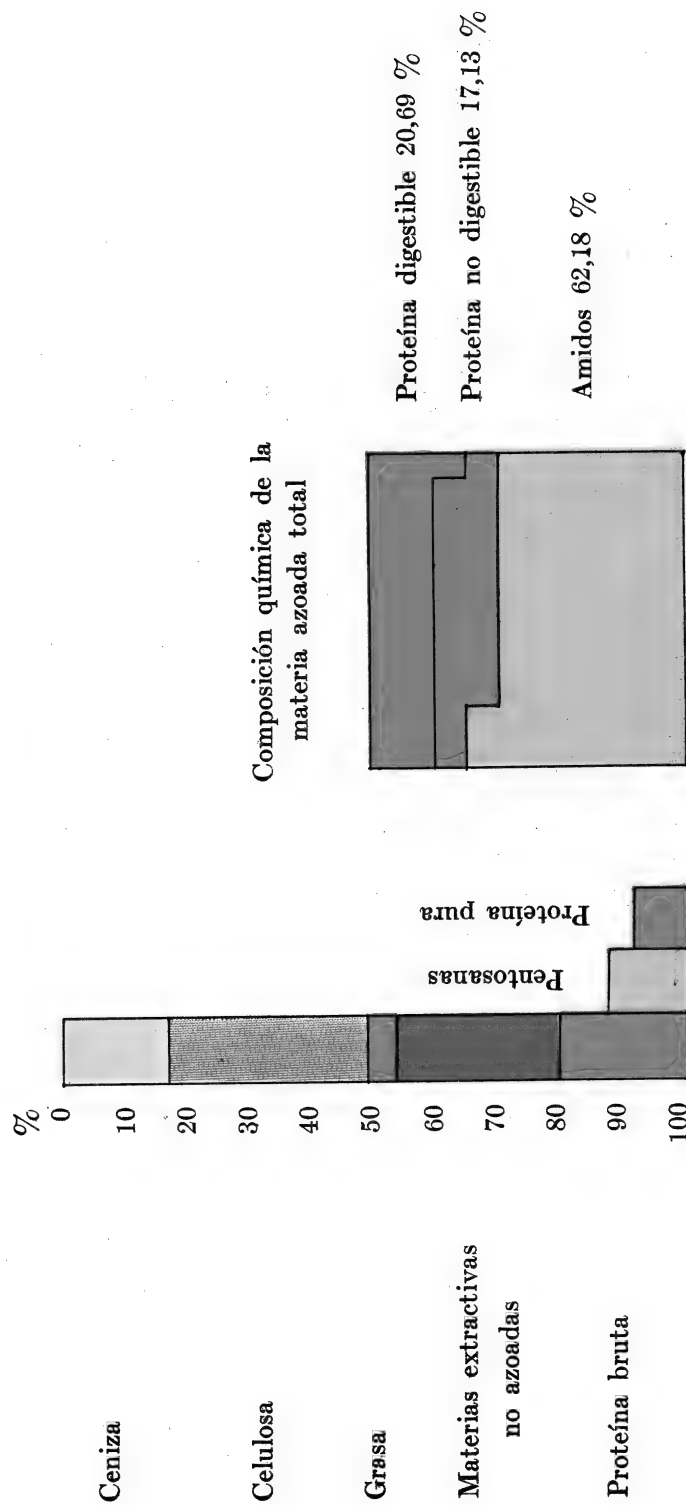 Ceniza
Celulosa
Grasa
Materias extractivas
no azoadas
Proteína bruta
%
0
10
20
30
40
50
60
70
80
90
100
Pentosanas
Proteína pura
Composición química de la
materia azoada total
Proteína digestible 20,69 %
Proteína no digestible 17,13 %
Amidos 62,18 %